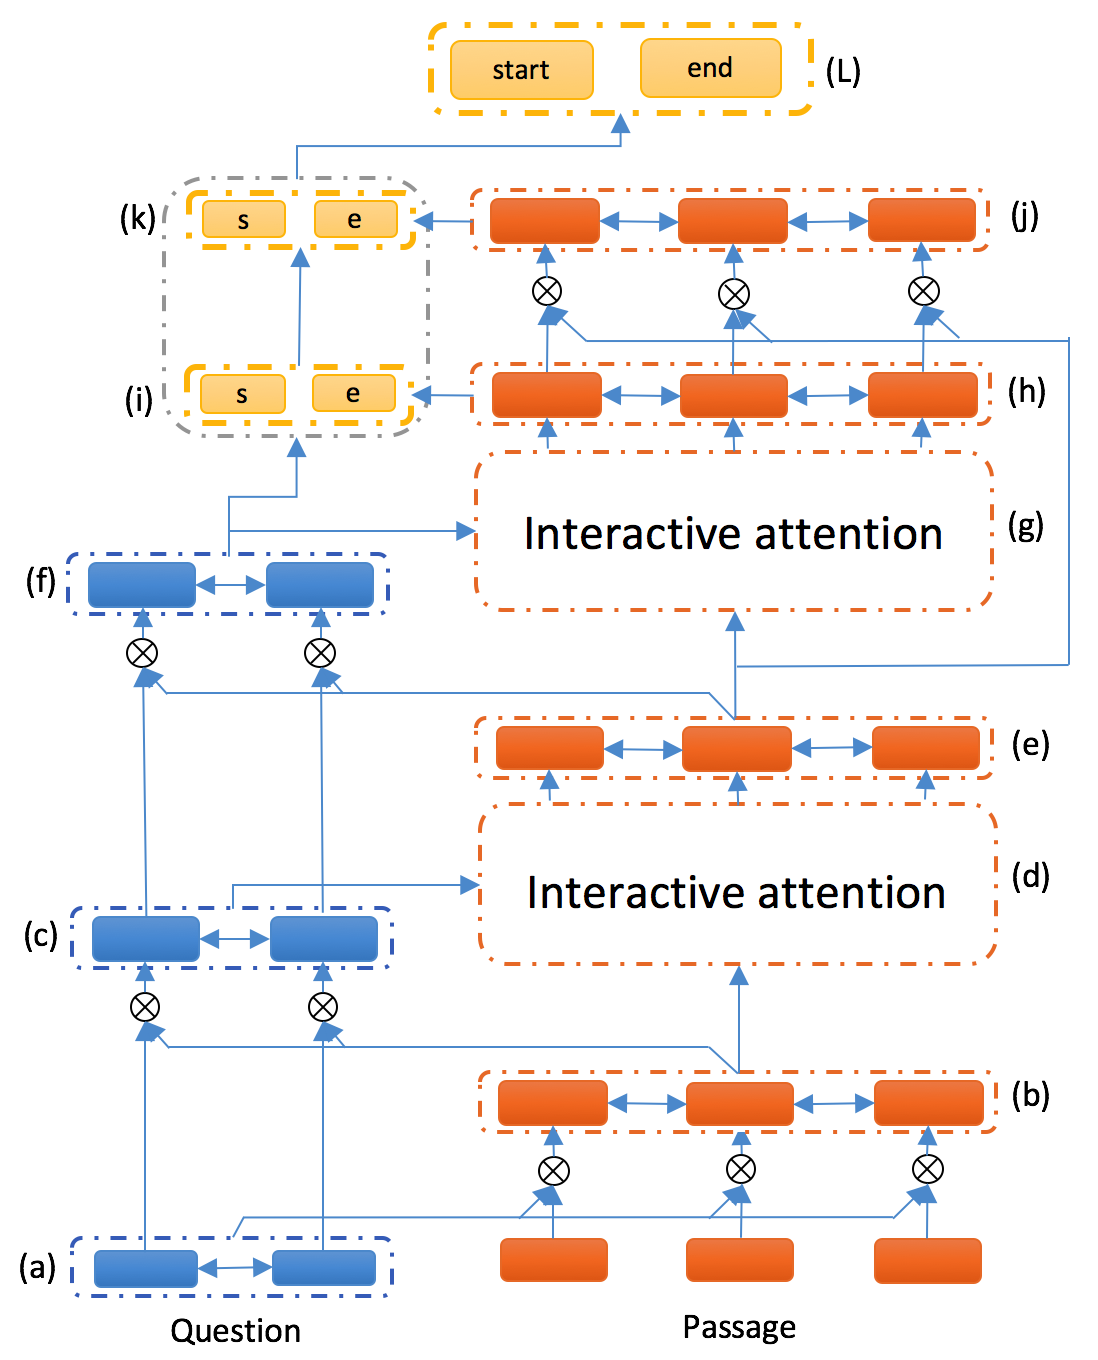 start end (L)
(k) s e (j)
(i) s e (h)
Interactive attention (g)
(f)
(e)
Interactive attention (d)
(c)
(b)
(a)
Question Passage